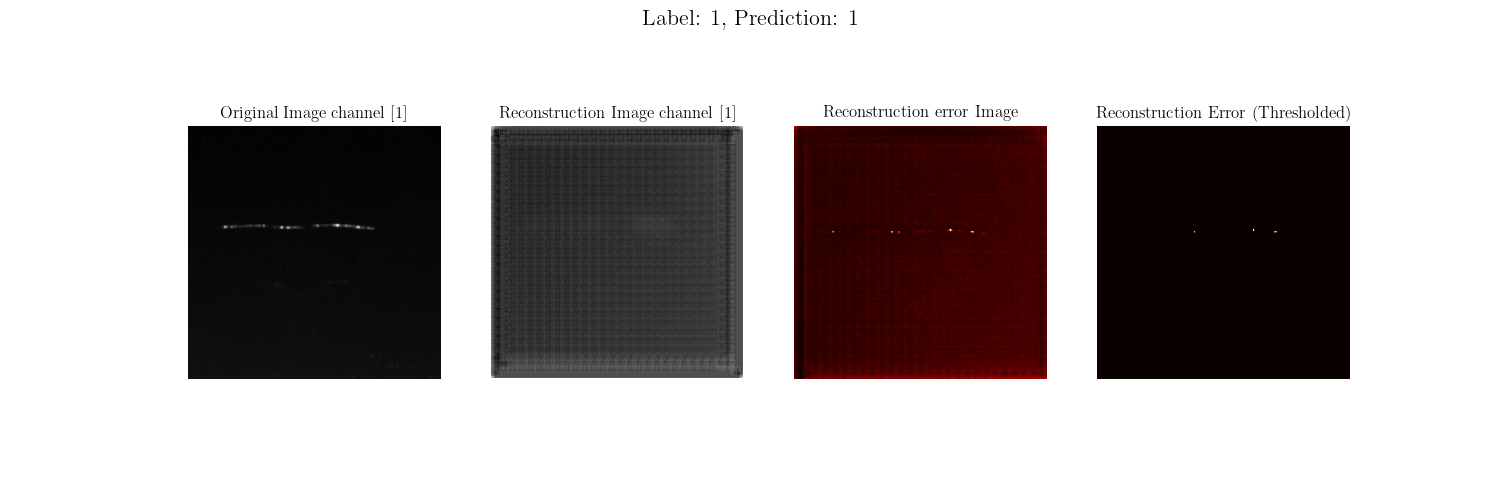 Label: 1, Prediction: 1
Original Image channel [1]
Reconstruction Image channel [1]
Reconstruction error Image
Reconstruction Error (Thresholded)